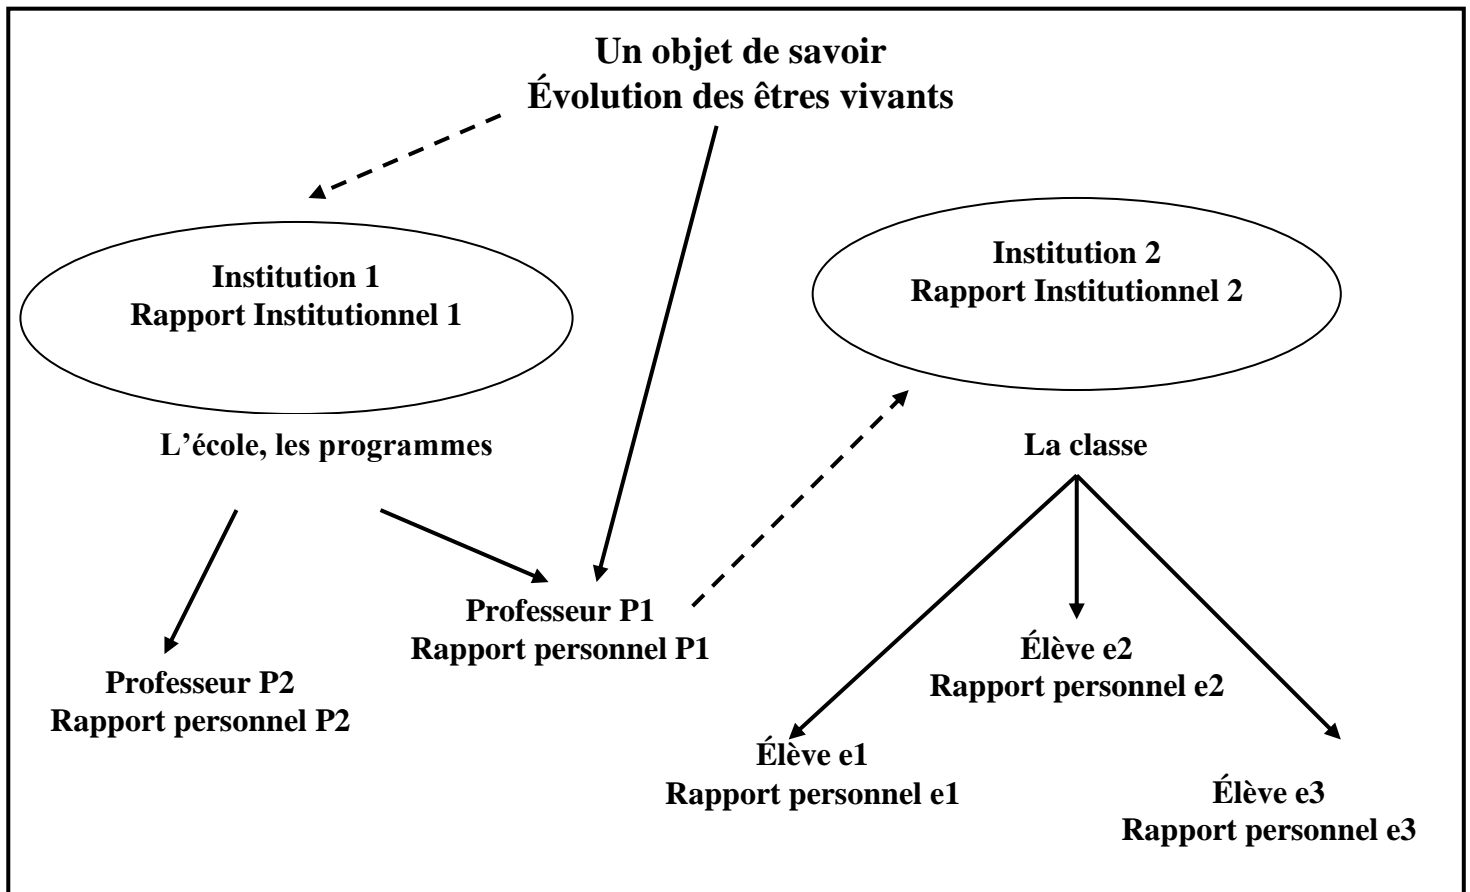 Un objet de savoir
Évolution des êtres vivants
Institution 1
Rapport Institutionnel 1
Institution 2
Rapport Institutionnel 2
L’école, les programmes
La classe
Professeur P1
Rapport personnel P1
Professeur P2
Rapport personnel P2
Élève e2
Rapport personnel e2
Élève e1
Rapport personnel e1
Élève e3
Rapport personnel e3